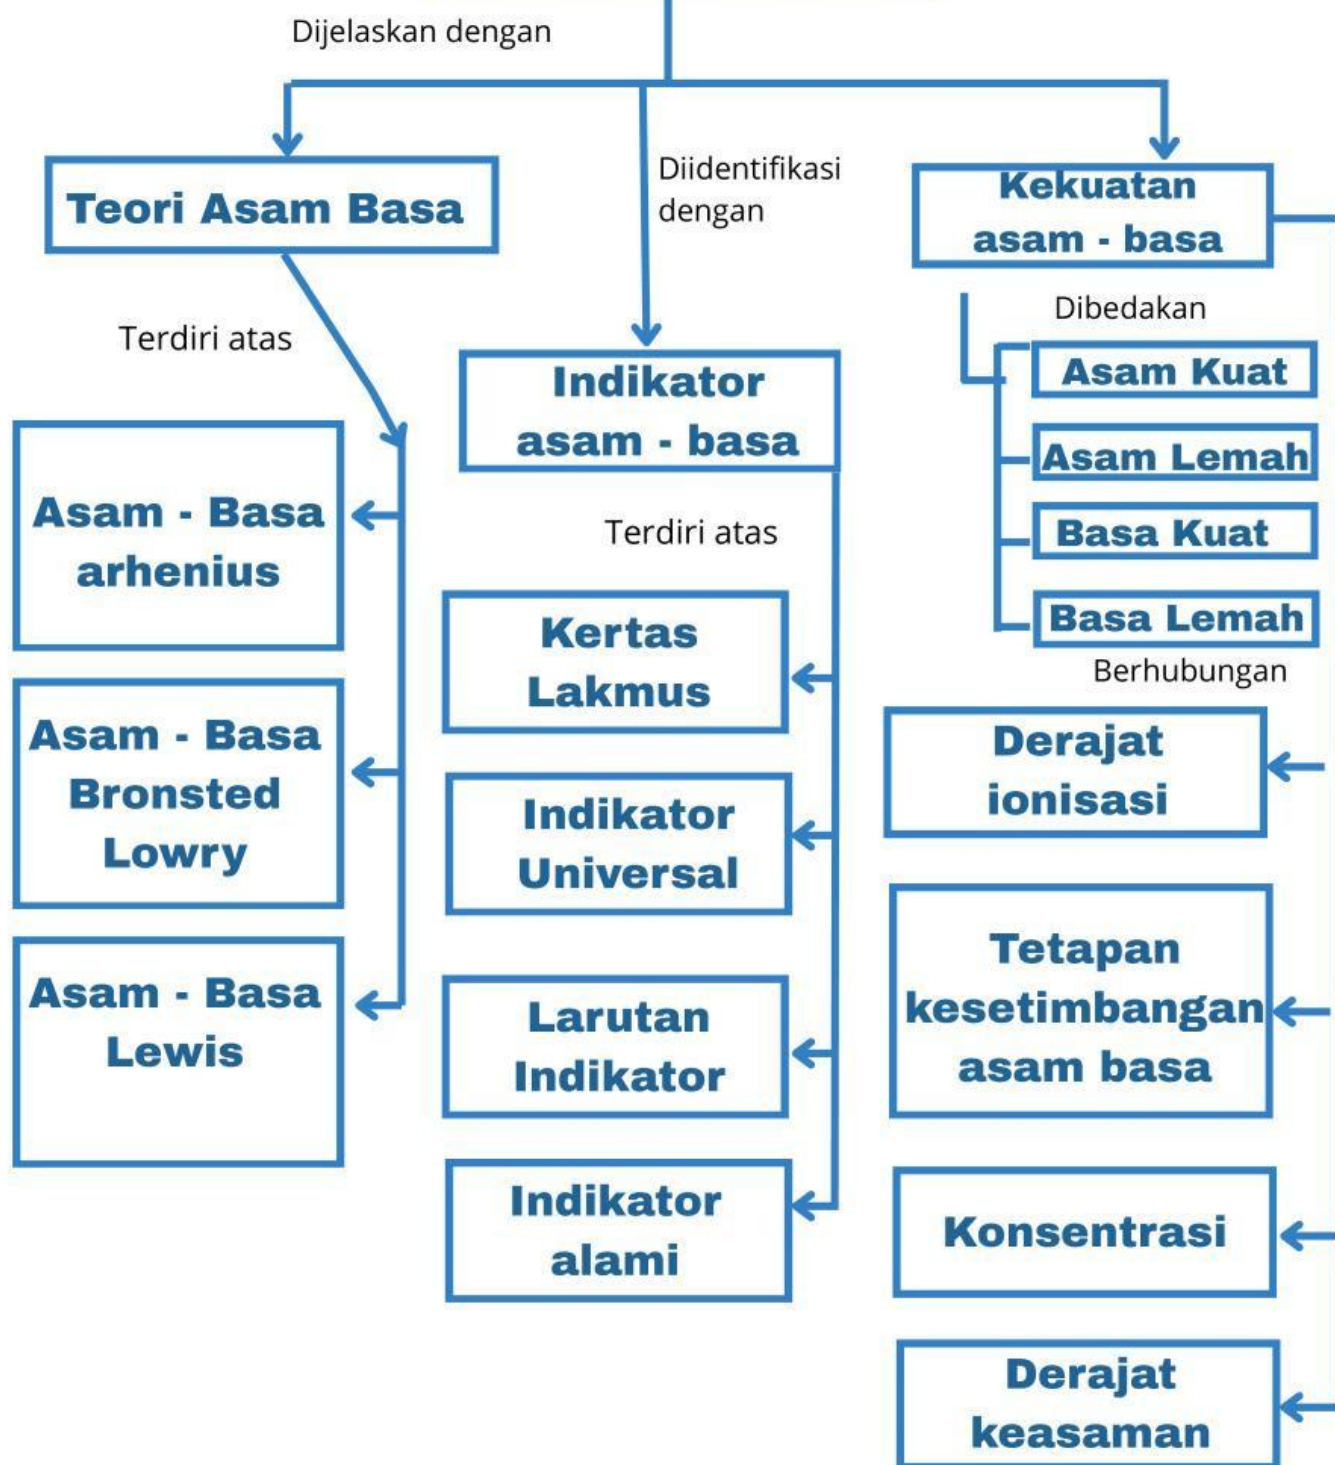 Dijelaskan dengan
Teori Asam Basa
Terdiri atas
Asam - Basa
arhenius
Asam - Basa
Bronsted
Lowry
Asam - Basa
Lewis
Diidentifikasi
dengan
Indikator
asam - basa
Terdiri atas
Kertas
Lakmus
Indikator
Universal
Larutan
Indikator
Indikator
alami
Kekuatan
asam - basa
Dibedakan
Asam Kuat
Asam Lemah
Basa Kuat
Basa Lemah
Berhubungan
Derajat
ionisasi
Tetapan
kesetimbangan
asam basa
Konsentrasi
Derajat
keasaman